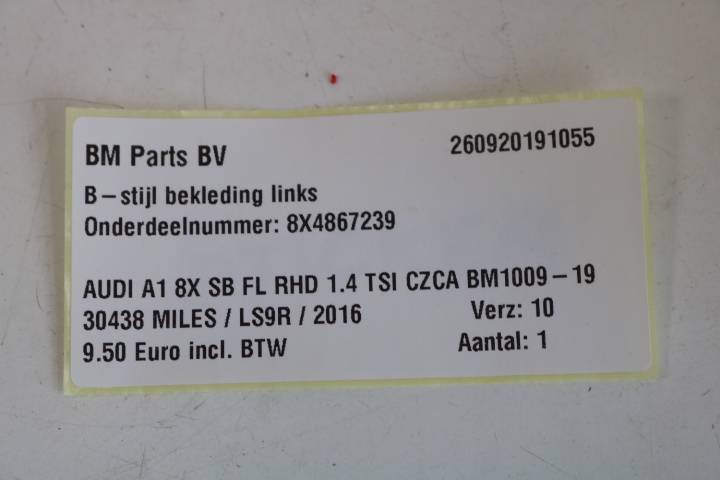 BM Parts BV 260920191055
B-stijl bekleding links
Onderdeelnummer: 8X4867239
AUDI A1 8X SB FL RHD 1.4 TSI CZCA BM1009-19
30438 MILES / LS9R / 2016 Verz: 10
9.50 Euro incl. BTW Aantal: 1